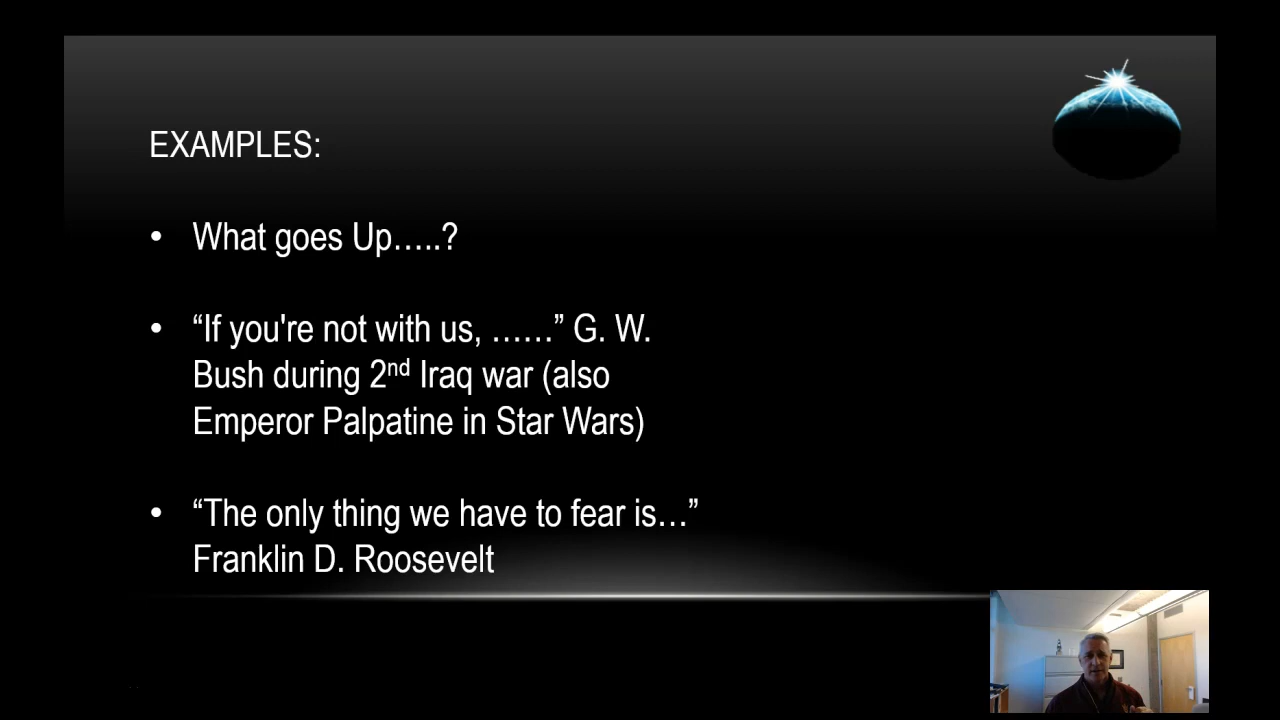 EXAMPLES:
• What goes Up…..?
• “If you're not with us, ……” G. W.
Bush during 2nd Iraq war (also
Emperor Palpatine in Star Wars)
• “The only thing we have to fear is…”
Franklin D. Roosevelt